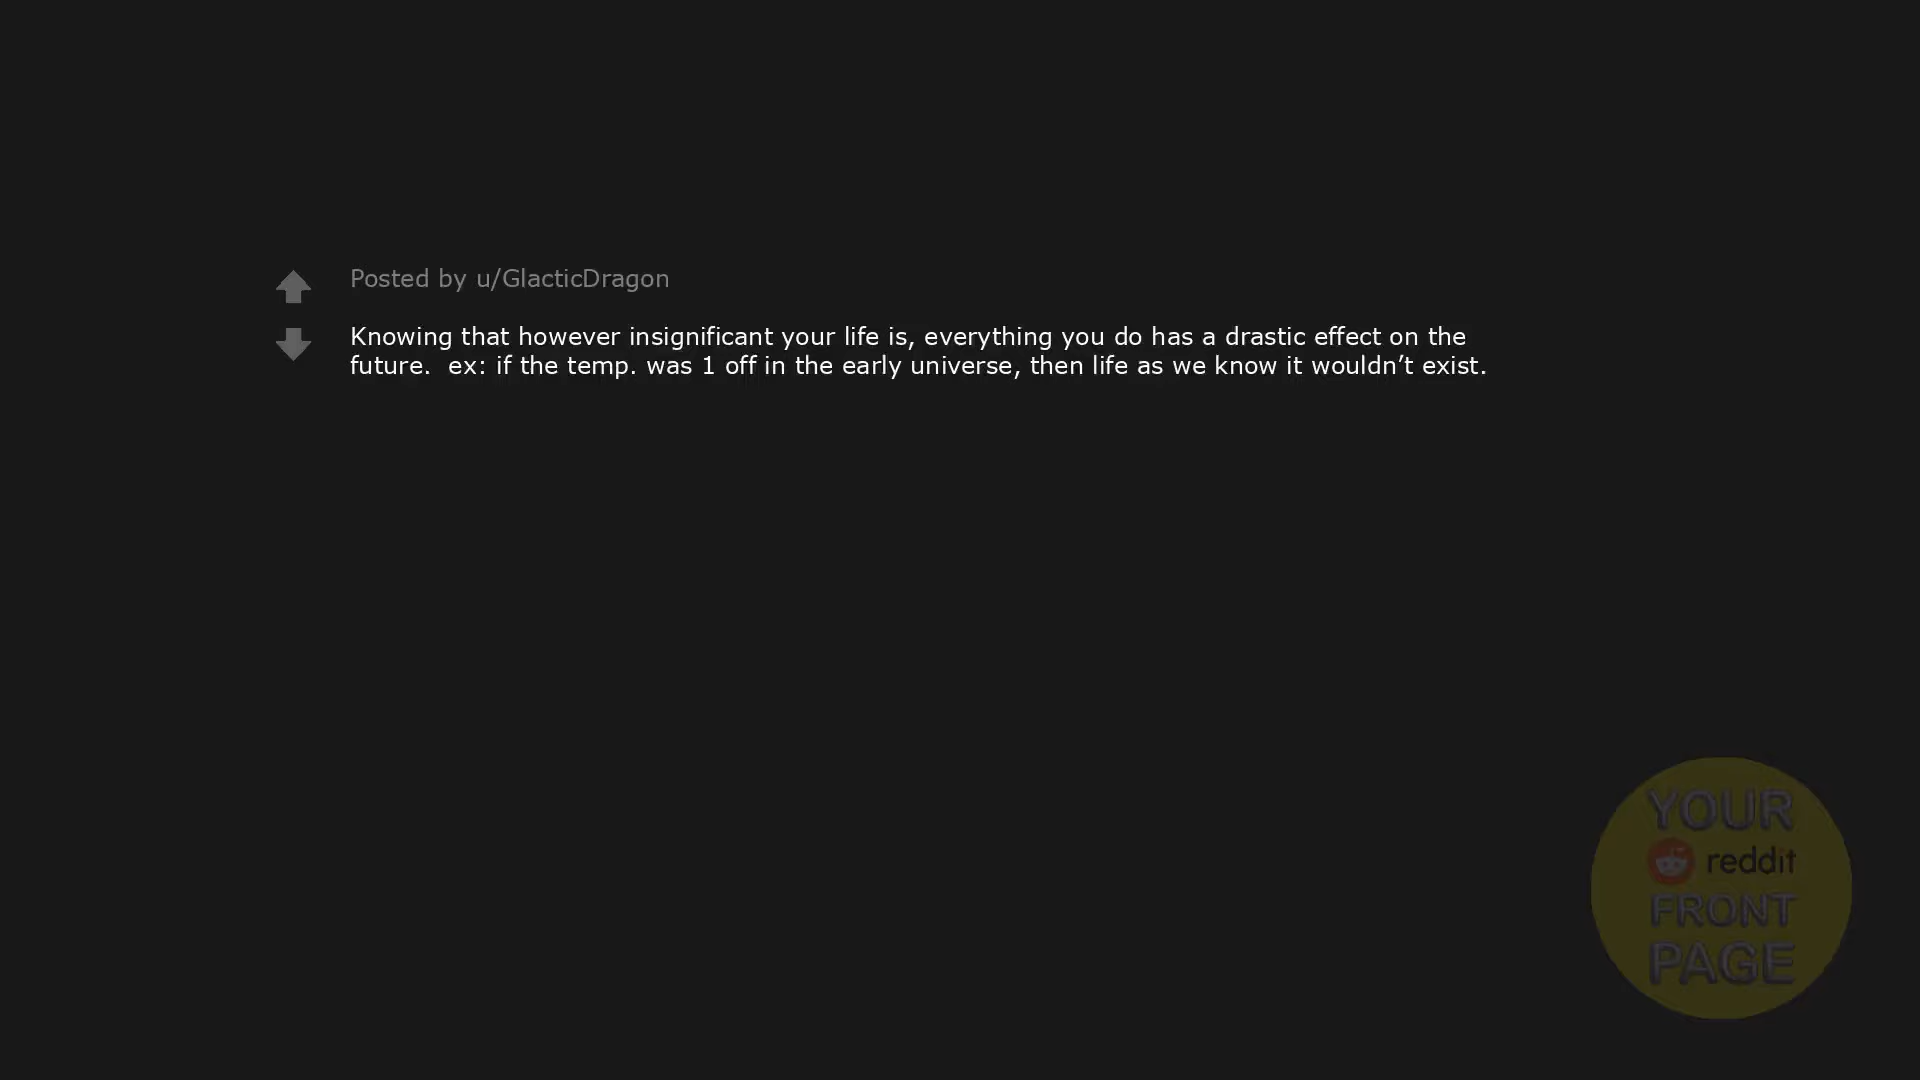 Posted by u/GlacticDragon
Knowing that however insignificant your life is, everything you do has a drastic effect on the
future.  ex: if the temp. was 1 off in the early universe, then life as we know it wouldn’t exist.
YOUR
reddit
FRONT
PAGE